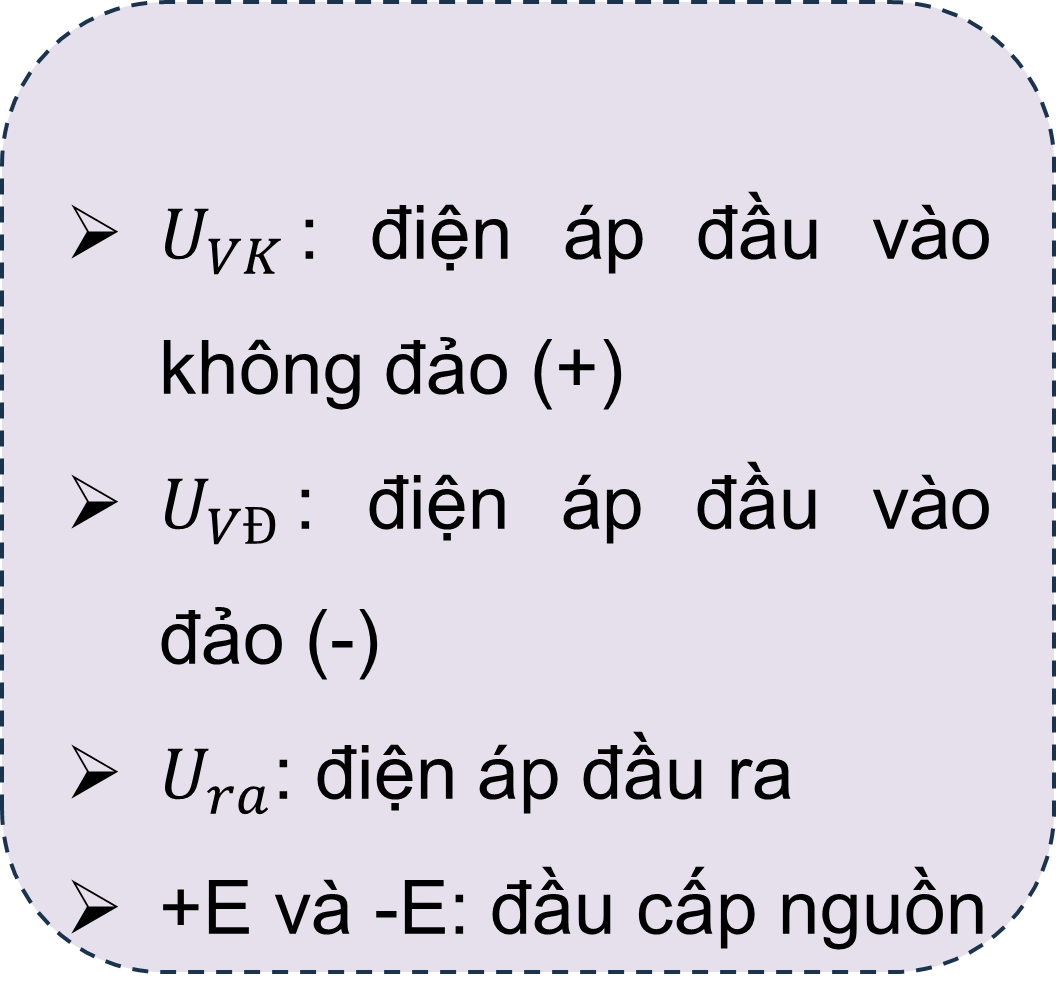 ➢ U_VK : điện áp đầu vào
không đảo (+)
➢ U_VĐ : điện áp đầu vào
đảo (-)
➢ U_ra: điện áp đầu ra
➢ +E và -E: đầu cấp nguồn